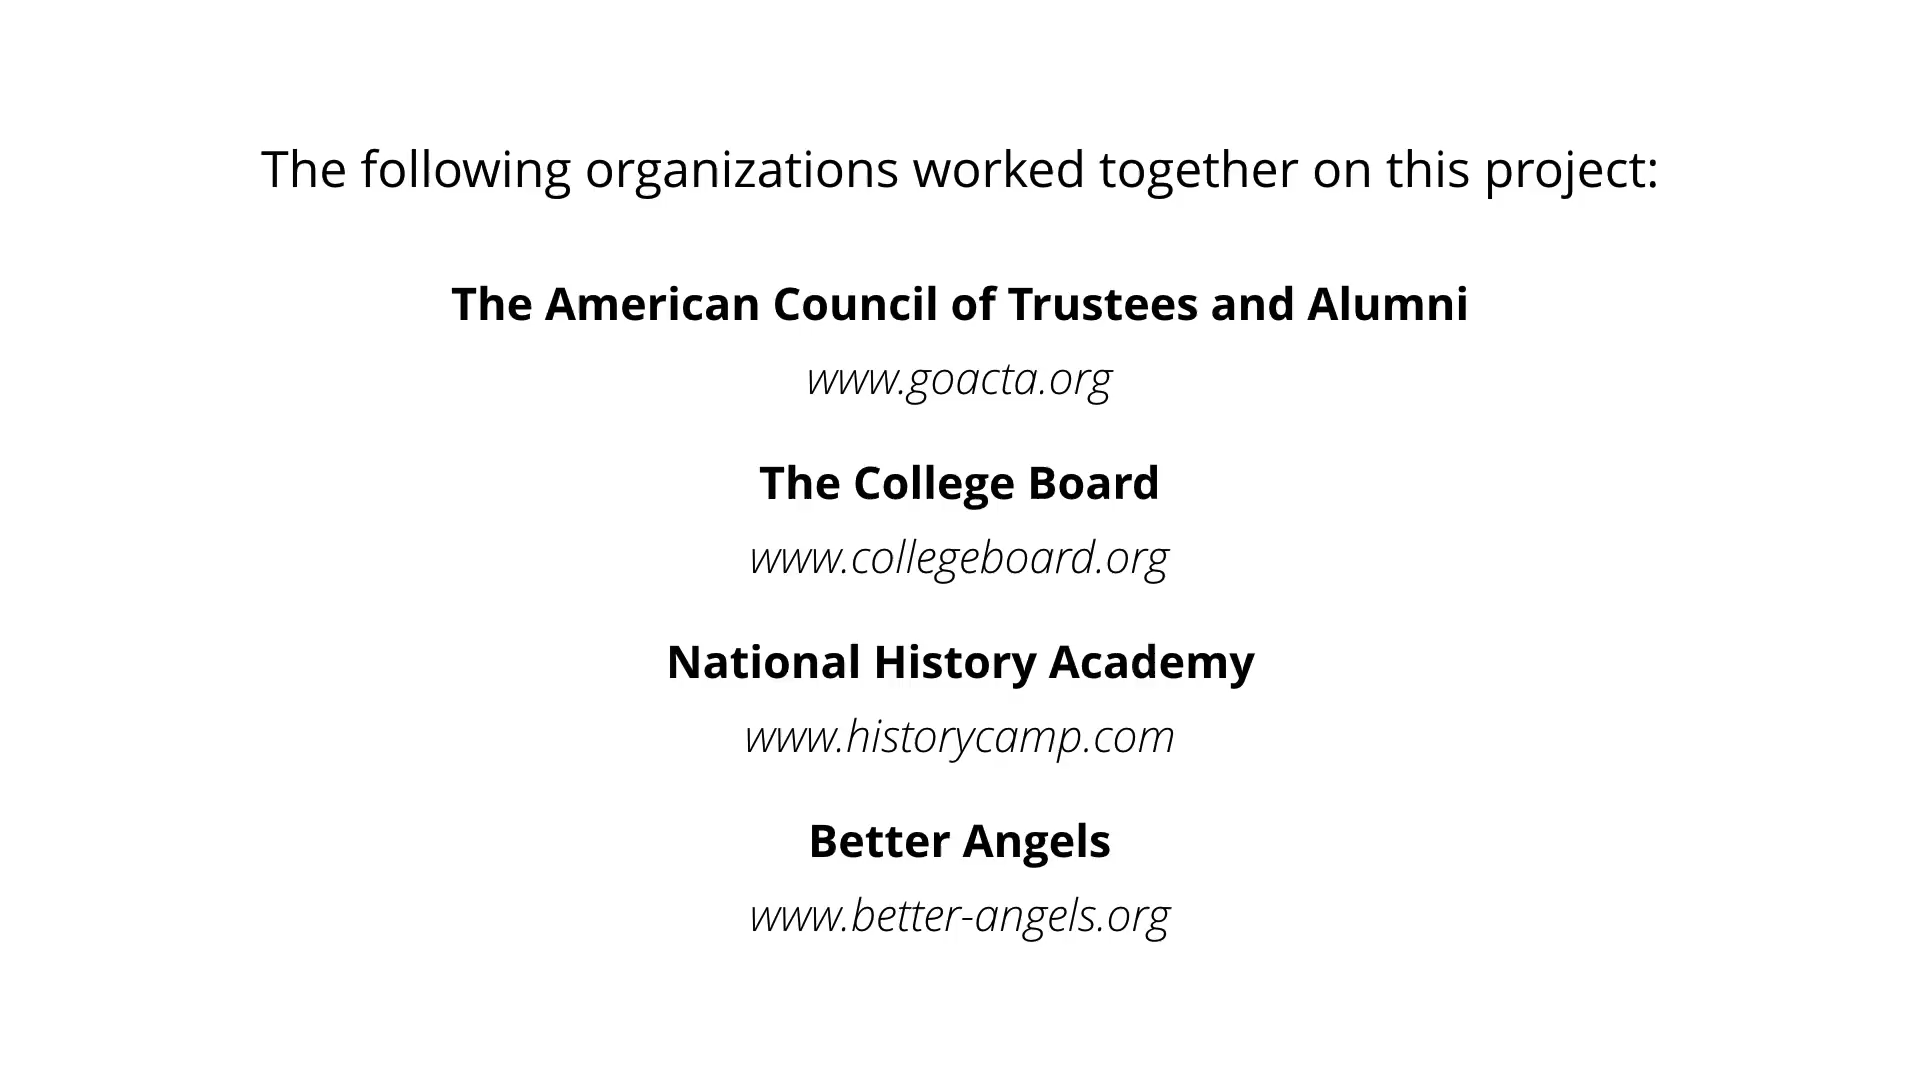 The following organizations worked together on this project:
The American Council of Trustees and Alumni
www.goacta.org
The College Board
www.collegeboard.org
National History Academy
www.historycamp.com
Better Angels
www.better-angels.org